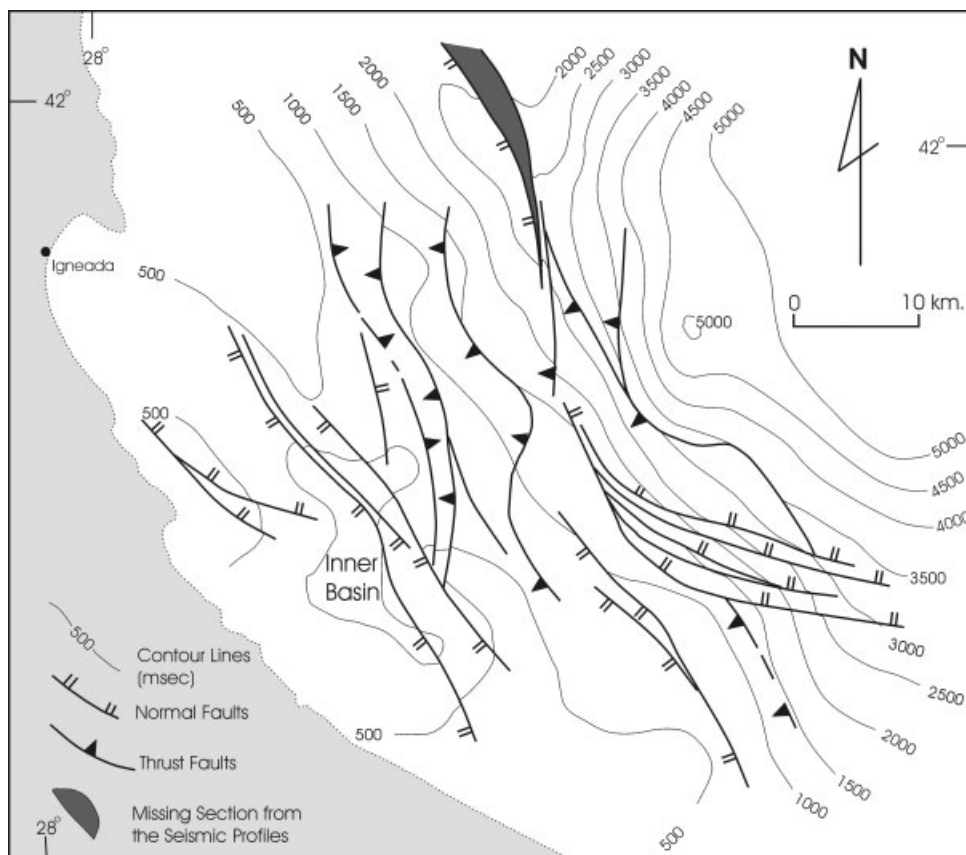 28°
42°
500
1000
1500
2000
2000
2500
3000
3500
4000
4500
5000
N
42°
Igneada
500
5000
0 10 km.
500
5000
4500
4000
3500
3000
2500
2000
1500
1000
500
500
Inner
Basin
500
Contour Lines
(msec)
Normal Faults
Thrust Faults
Missing Section from
the Seismic Profiles
28°